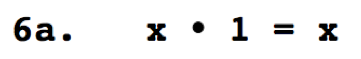 6a. x • 1 = x